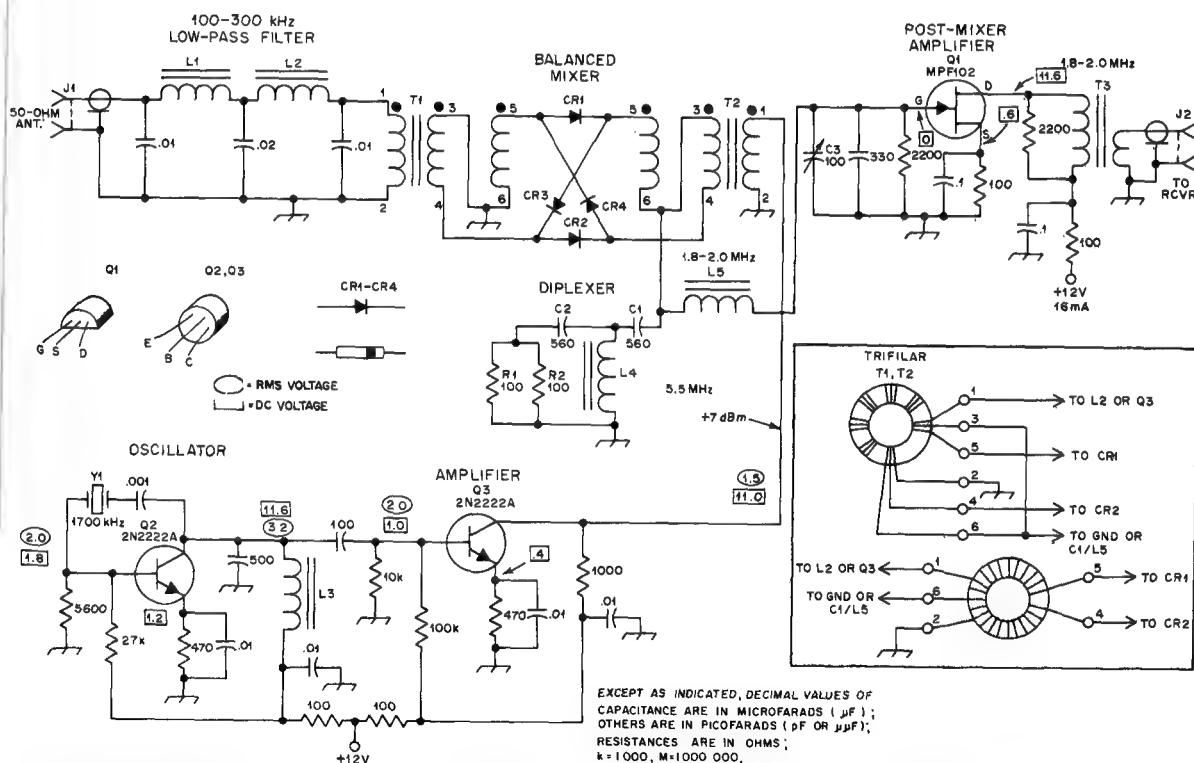 100-300 kHz
LOW-PASS FILTER
L1
L2
J1
50-OHM
ANT.
.01
.02
.01
1
2
T1
3
4
5
6
BALANCED
MIXER
CR1
CR3
CR4
CR2
5
6
3
4
T2
1
2
POST-MIXER
AMPLIFIER
Q1
MPF102
G
D
S
11.6
.6
0
1.8-2.0 MHz
T3
J2
TO
RCVR
C3
100
330
2200
.1
100
2200
.1
100
+12V
16mA
1.8-2.0 MHz
L5
DIPLEXER
C2
560
C1
560
R1
100
R2
100
L4
5.5 MHz
+7 dBm
Q1
G S D
Q2,Q3
E
B
C
CR1-CR4
= RMS VOLTAGE
= DC VOLTAGE
OSCILLATOR
Y1
1700 kHz
.001
Q2
2N2222A
2.0
1.8
5600
27k
1.2
470
.01
500
11.6
3.2
L3
.01
100
100
+12V
100
2.0
1.0
10k
100k
AMPLIFIER
Q3
2N2222A
.4
470
.01
1000
.01
1.5
11.0
TRIFILAR
T1, T2
1
TO L2 OR Q3
3
5
TO CR1
2
4
TO CR2
6
TO GND OR
C1/L5
TO L2 OR Q3
1
TO GND OR
C1/L5
6
2
5
TO CR1
4
TO CR2
EXCEPT AS INDICATED, DECIMAL VALUES OF
CAPACITANCE ARE IN MICROFARADS ( µF ) ;
OTHERS ARE IN PICOFARADS ( pF OR µµF);
RESISTANCES ARE IN OHMS ;
k=1000, M=1000 000.